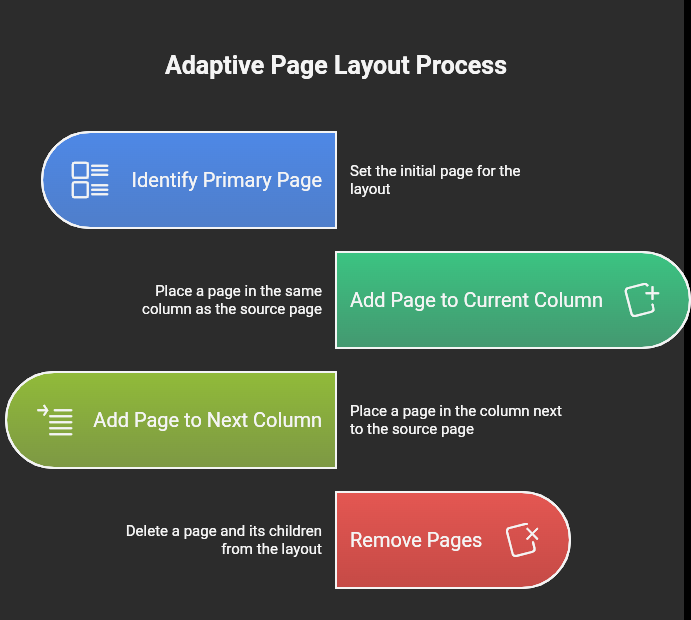 Adaptive Page Layout Process
Identify Primary Page
Set the initial page for the
layout
Place a page in the same
column as the source page
Add Page to Current Column
Add Page to Next Column
Place a page in the column next
to the source page
Delete a page and its children
from the layout
Remove Pages